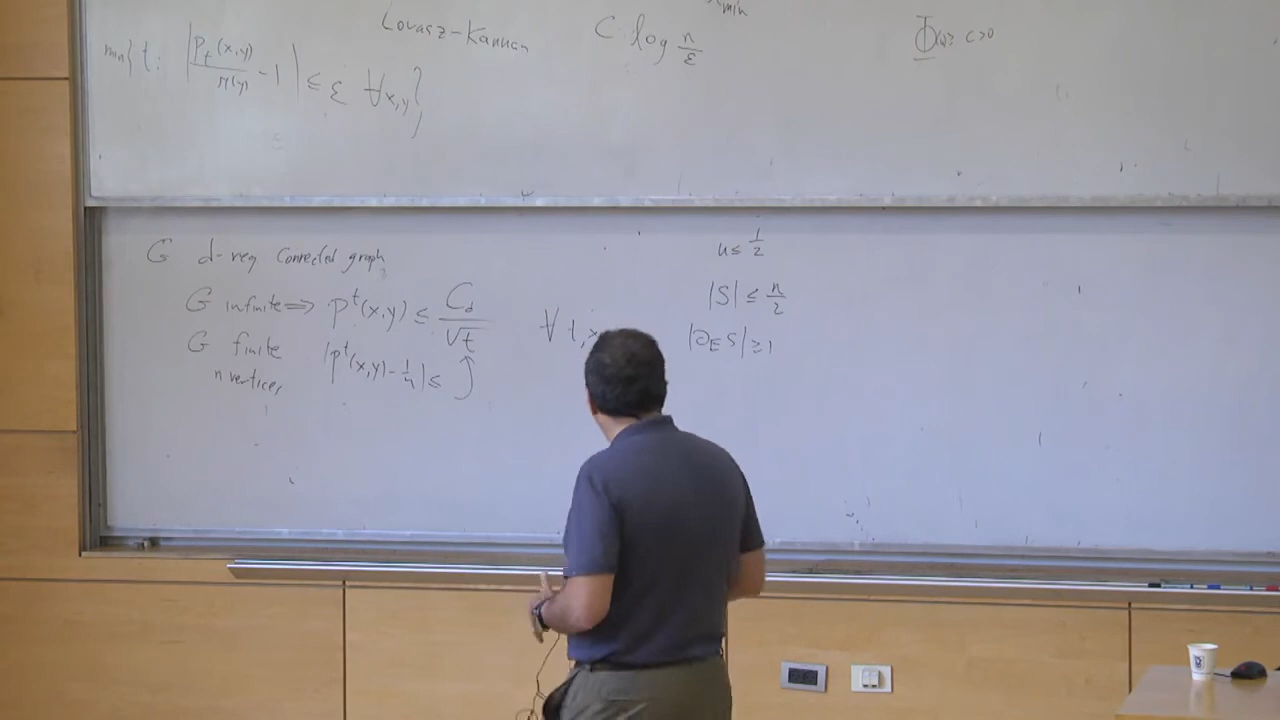 min
Lovasz-Kannan
C·log n/ε
Φ(u) ≥ c>0
min{t: |P_t(x,y)/π(y) - 1| ≤ ε ∀x,y}
G d-reg connected graph
G infinite ⟹ p^t(x,y) ≤ C_d/√t ∀ t,x
G finite |p^t(x,y) - 1/n| ≤
n vertices
u ≤ 1/2
|S| ≤ n/2
|∂_E S| ≥ 1